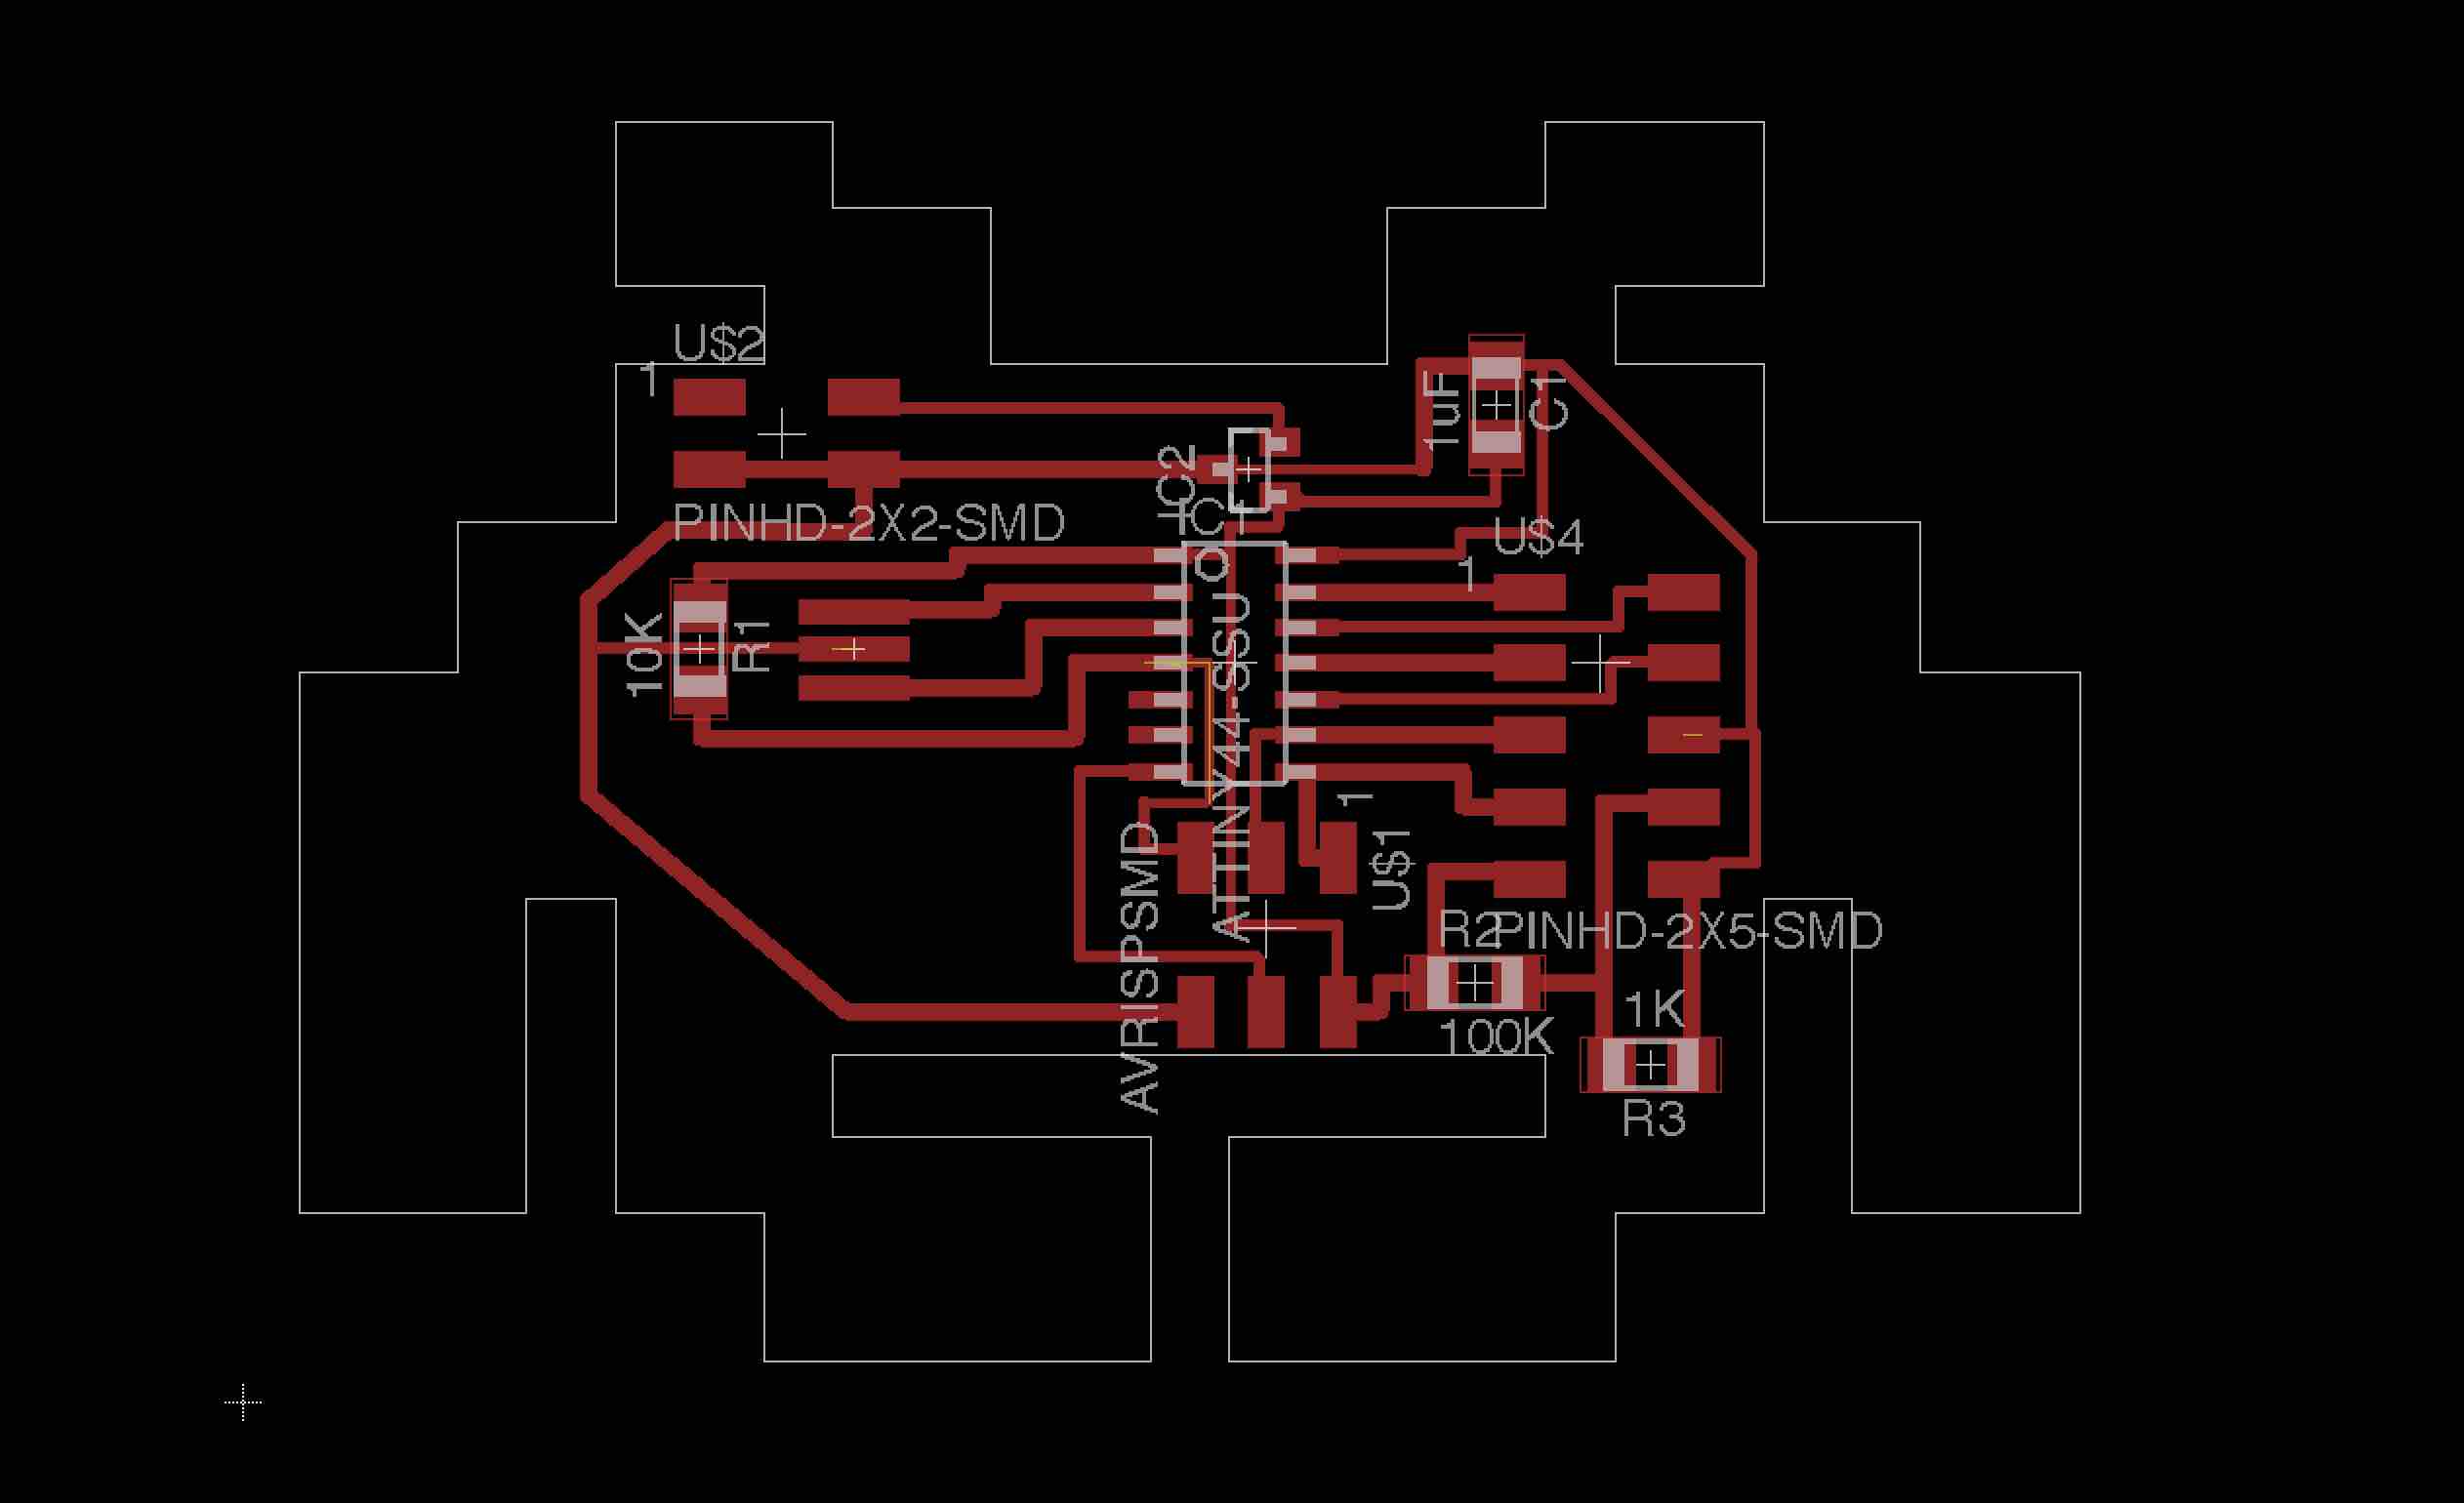 U$2
1
PINHD-2X2-SMD
1uF
C1
IC2
IC1
U$4
1
10K
R1
ATTINY44-SSU
1
U$1
AVRISPSMD
R2
PINHD-2X5-SMD
100K
1K
R3